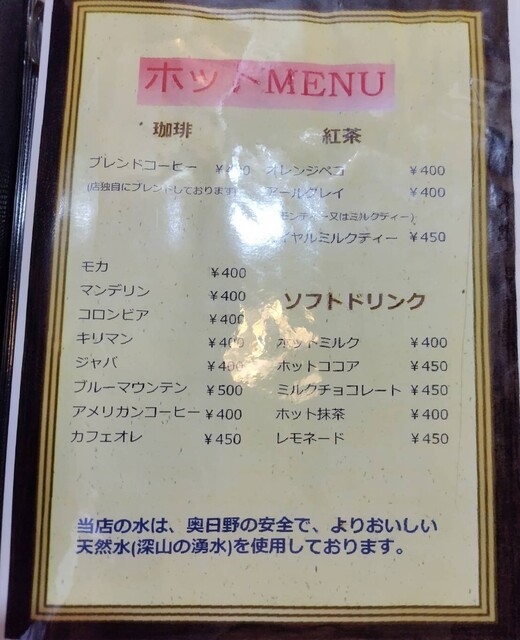 ホットMENU
珈琲
ブレンドコーヒー
(店独自にブレンドしております)
モカ ¥400
マンデリン ¥400
コロンビア ¥400
キリマン ¥400
ジャバ
ブルーマウンテン ¥500
アメリカンコーヒー ¥400
カフェオレ ¥450
紅茶
オレンジペコ ¥400
アールグレイ ¥400
モンティー又はミルクティー)
イヤルミルクティー ¥450
ソフトドリンク
ホットミルク ¥400
ホットココア ¥450
ミルクチョコレート ¥450
ホット抹茶 ¥400
レモネード ¥450
当店の水は、奥日野の安全で、よりおいしい
天然水(深山の湧水)を使用しております。